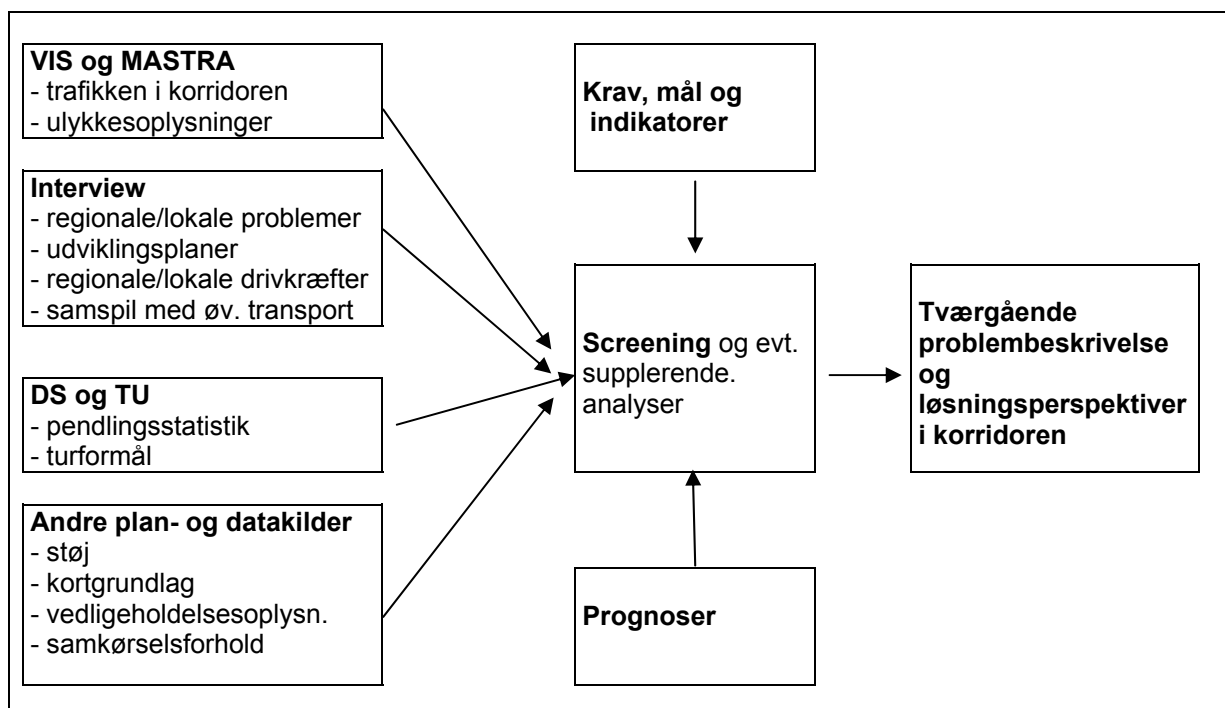 VIS og MASTRA
- trafikken i korridoren
- ulykkesoplysninger
Interview
- regionale/lokale problemer
- udviklingsplaner
- regionale/lokale drivkræfter
- samspil med øv. transport
DS og TU
- pendlingsstatistik
- turformål
Andre plan- og datakilder
- støj
- kortgrundlag
- vedligeholdelsesoplysn.
- samkørselsforhold
Krav, mål og
indikatorer
Screening og evt.
supplerende.
analyser
Prognoser
Tværgående
problembeskrivelse
og
løsningsperspektiver
i korridoren